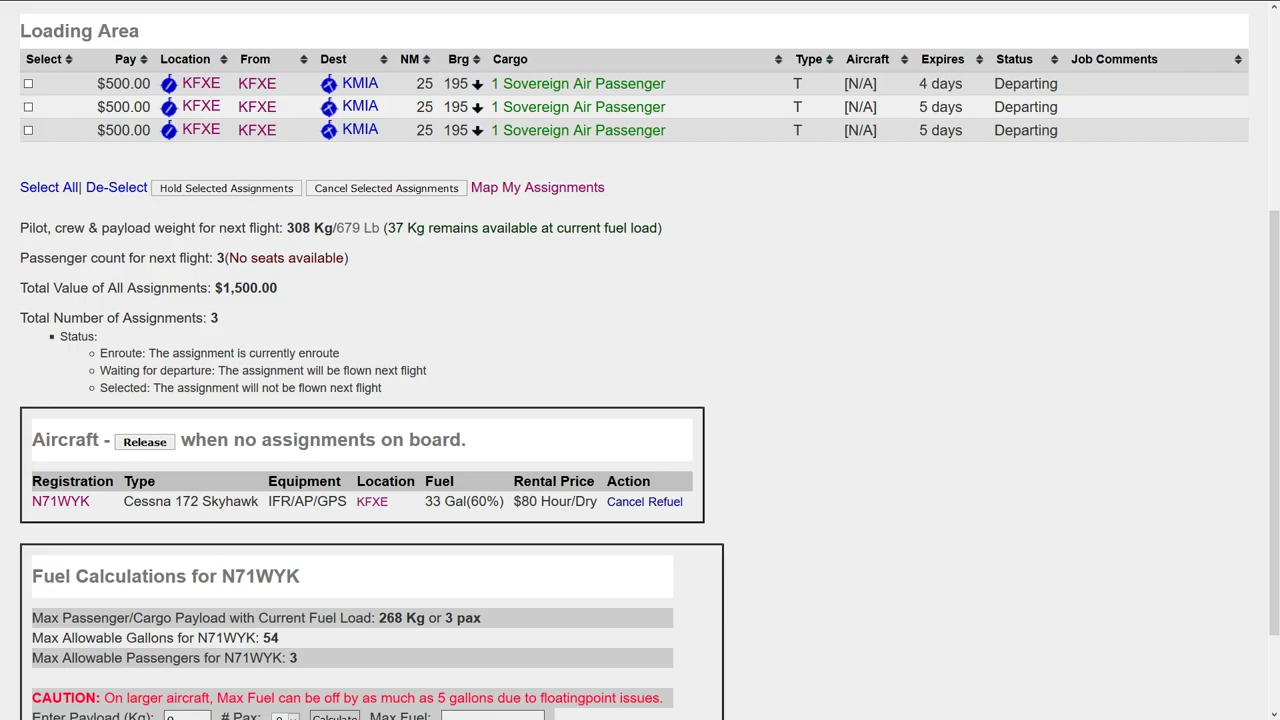 Loading Area
Select Pay Location From Dest NM Brg Cargo Type Aircraft Expires Status Job Comments
$500.00 KFXE KFXE KMIA 25 195 1 Sovereign Air Passenger T [N/A] 4 days Departing
$500.00 KFXE KFXE KMIA 25 195 1 Sovereign Air Passenger T [N/A] 5 days Departing
$500.00 KFXE KFXE KMIA 25 195 1 Sovereign Air Passenger T [N/A] 5 days Departing
Select All| De-Select Hold Selected Assignments Cancel Selected Assignments Map My Assignments
Pilot, crew & payload weight for next flight: 308 Kg/679 Lb (37 Kg remains available at current fuel load)
Passenger count for next flight: 3(No seats available)
Total Value of All Assignments: $1,500.00
Total Number of Assignments: 3
Status:
Enroute: The assignment is currently enroute
Waiting for departure: The assignment will be flown next flight
Selected: The assignment will not be flown next flight
Aircraft - Release when no assignments on board.
Registration Type Equipment Location Fuel Rental Price Action
N71WYK Cessna 172 Skyhawk IFR/AP/GPS KFXE 33 Gal(60%) $80 Hour/Dry Cancel Refuel
Fuel Calculations for N71WYK
Max Passenger/Cargo Payload with Current Fuel Load: 268 Kg or 3 pax
Max Allowable Gallons for N71WYK: 54
Max Allowable Passengers for N71WYK: 3
CAUTION: On larger aircraft, Max Fuel can be off by as much as 5 gallons due to floatingpoint issues.
Enter Payload (Kg): 0 # Pax: 0 Calculate Max Fuel: